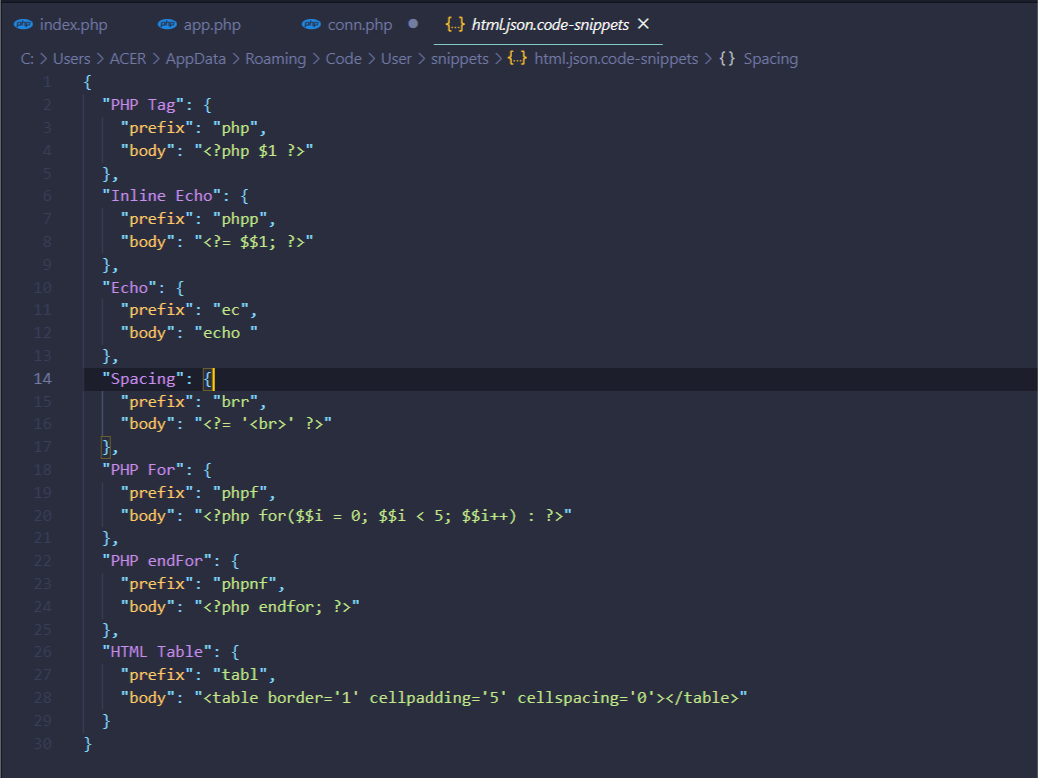 index.php app.php conn.php {..} html.json.code-snippets
C: > Users > ACER > AppData > Roaming > Code > User > snippets > {..} html.json.code-snippets > {} Spacing
1 {
2 "PHP Tag": {
3 "prefix": "php",
4 "body": "<?php $1 ?>"
5 },
6 "Inline Echo": {
7 "prefix": "phpp",
8 "body": "<?= $$1; ?>"
9 },
10 "Echo": {
11 "prefix": "ec",
12 "body": "echo "
13 },
14 "Spacing": {
15 "prefix": "brr",
16 "body": "<?= '<br>' ?>"
17 },
18 "PHP For": {
19 "prefix": "phpf",
20 "body": "<?php for($$i = 0; $$i < 5; $$i++) : ?>"
21 },
22 "PHP endFor": {
23 "prefix": "phpnf",
24 "body": "<?php endfor; ?>"
25 },
26 "HTML Table": {
27 "prefix": "tabl",
28 "body": "<table border='1' cellpadding='5' cellspacing='0'></table>"
29 }
30 }